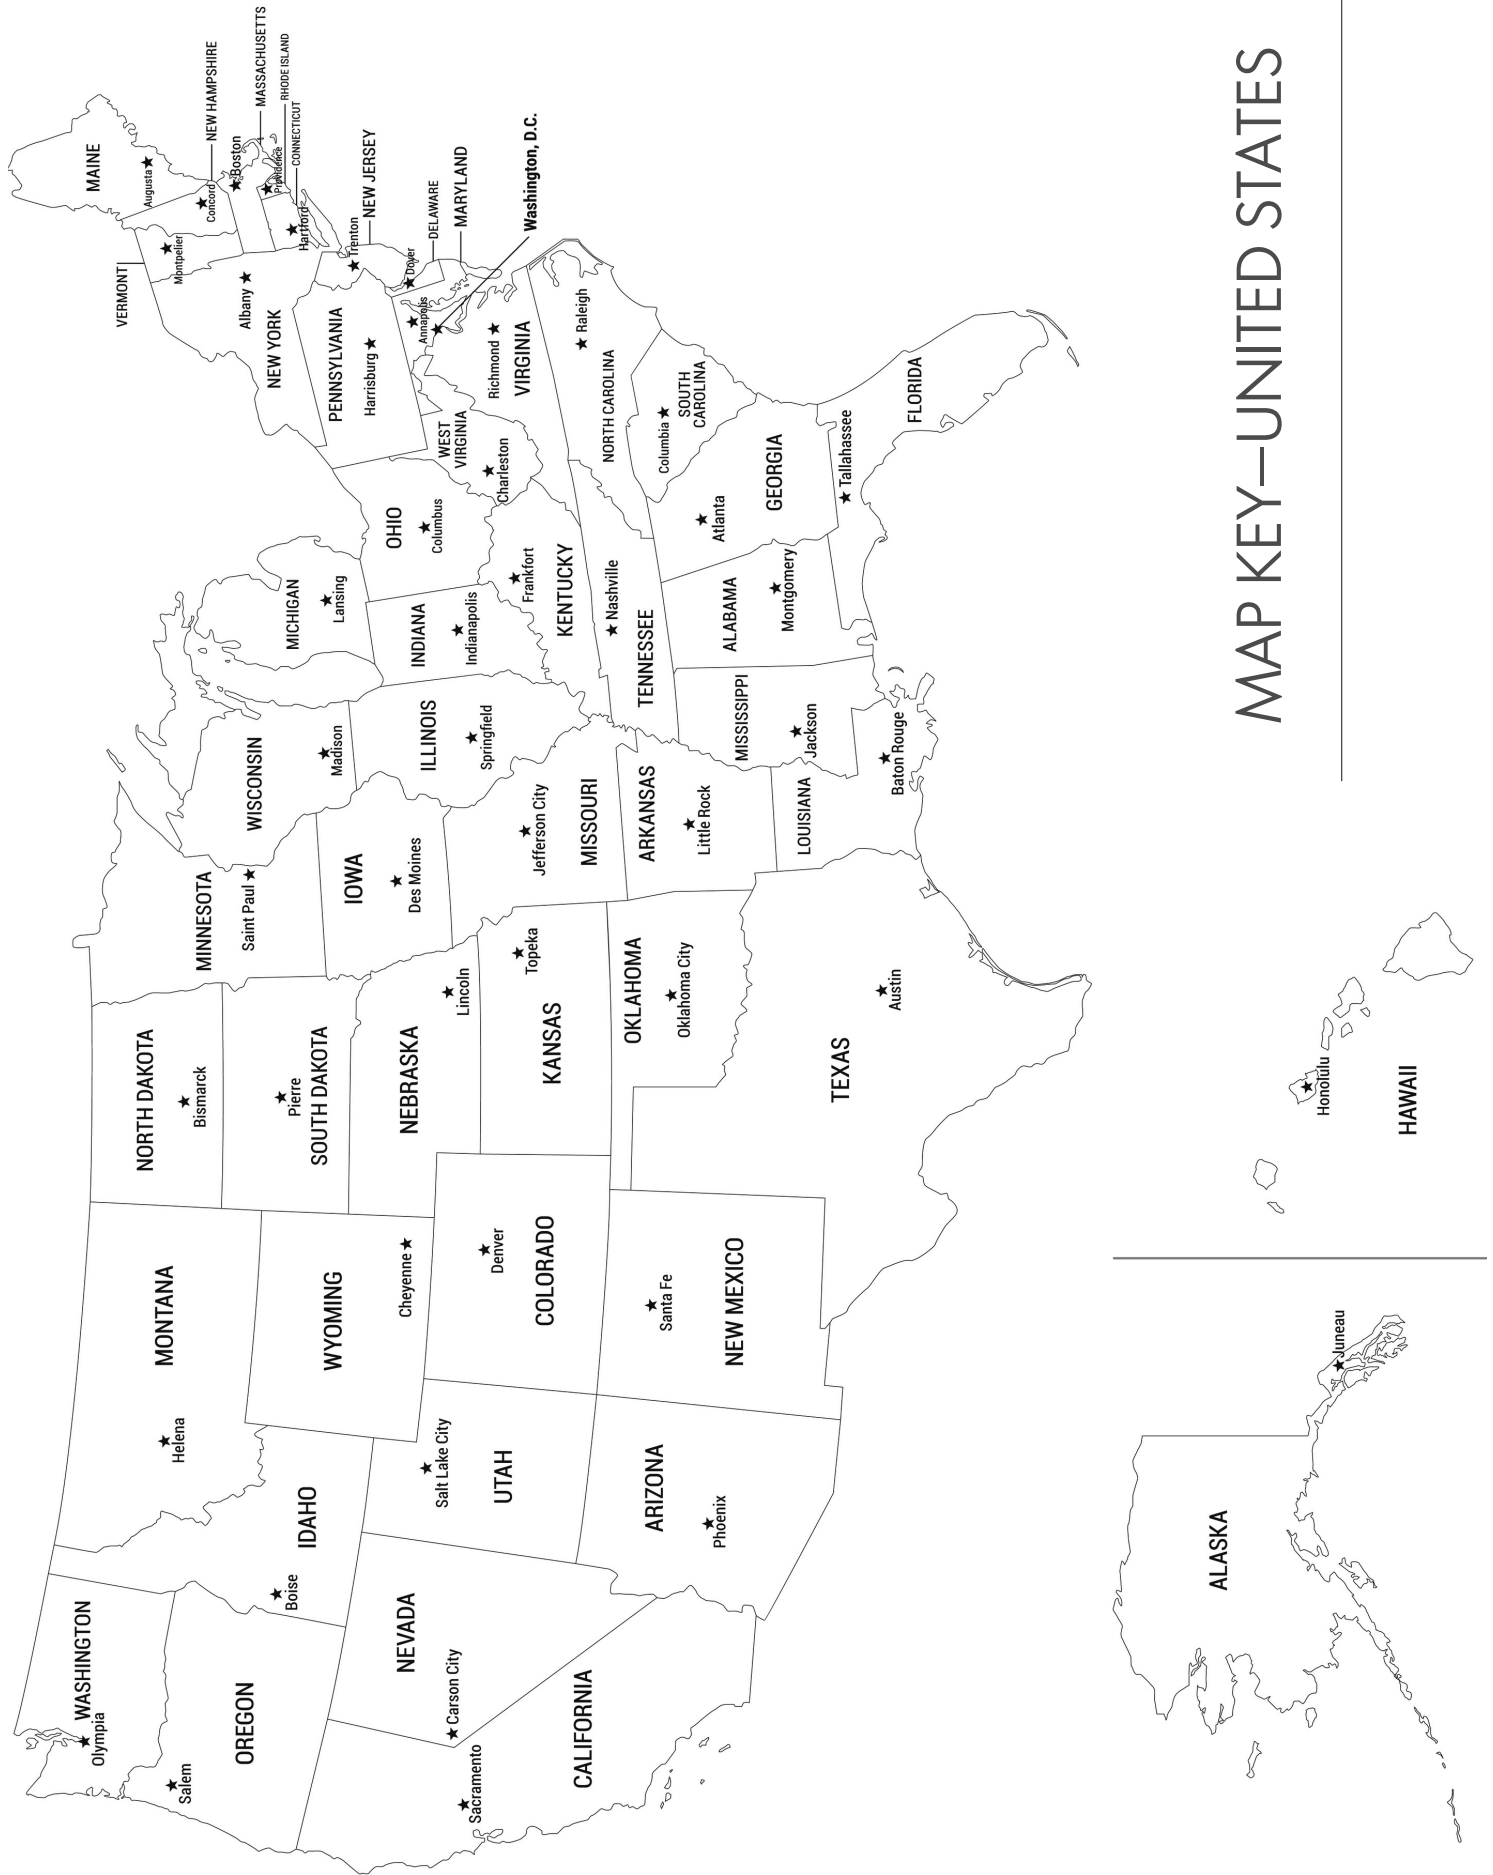 WASHINGTON
Olympia
OREGON
Salem
CALIFORNIA
Sacramento
NEVADA
Carson City
IDAHO
Boise
MONTANA
Helena
WYOMING
Cheyenne
UTAH
Salt Lake City
ARIZONA
Phoenix
COLORADO
Denver
NEW MEXICO
Santa Fe
NORTH DAKOTA
Bismarck
Pierre
SOUTH DAKOTA
NEBRASKA
Lincoln
KANSAS
Topeka
OKLAHOMA
Oklahoma City
TEXAS
Austin
MINNESOTA
Saint Paul
IOWA
Des Moines
MISSOURI
Jefferson City
ARKANSAS
Little Rock
LOUISIANA
Baton Rouge
WISCONSIN
Madison
ILLINOIS
Springfield
MICHIGAN
Lansing
INDIANA
Indianapolis
OHIO
Columbus
KENTUCKY
Frankfort
TENNESSEE
Nashville
MISSISSIPPI
Jackson
ALABAMA
Montgomery
GEORGIA
Atlanta
FLORIDA
Tallahassee
SOUTH
CAROLINA
Columbia
NORTH CAROLINA
Raleigh
VIRGINIA
Richmond
WEST
VIRGINIA
Charleston
PENNSYLVANIA
Harrisburg
NEW YORK
Albany
VERMONT
Montpelier
MAINE
Augusta
NEW HAMPSHIRE
Concord
MASSACHUSETTS
Boston
RHODE ISLAND
Providence
CONNECTICUT
Hartford
NEW JERSEY
Trenton
DELAWARE
Dover
MARYLAND
Annapolis
Washington, D.C.
ALASKA
Juneau
HAWAII
Honolulu
MAP KEY—UNITED STATES